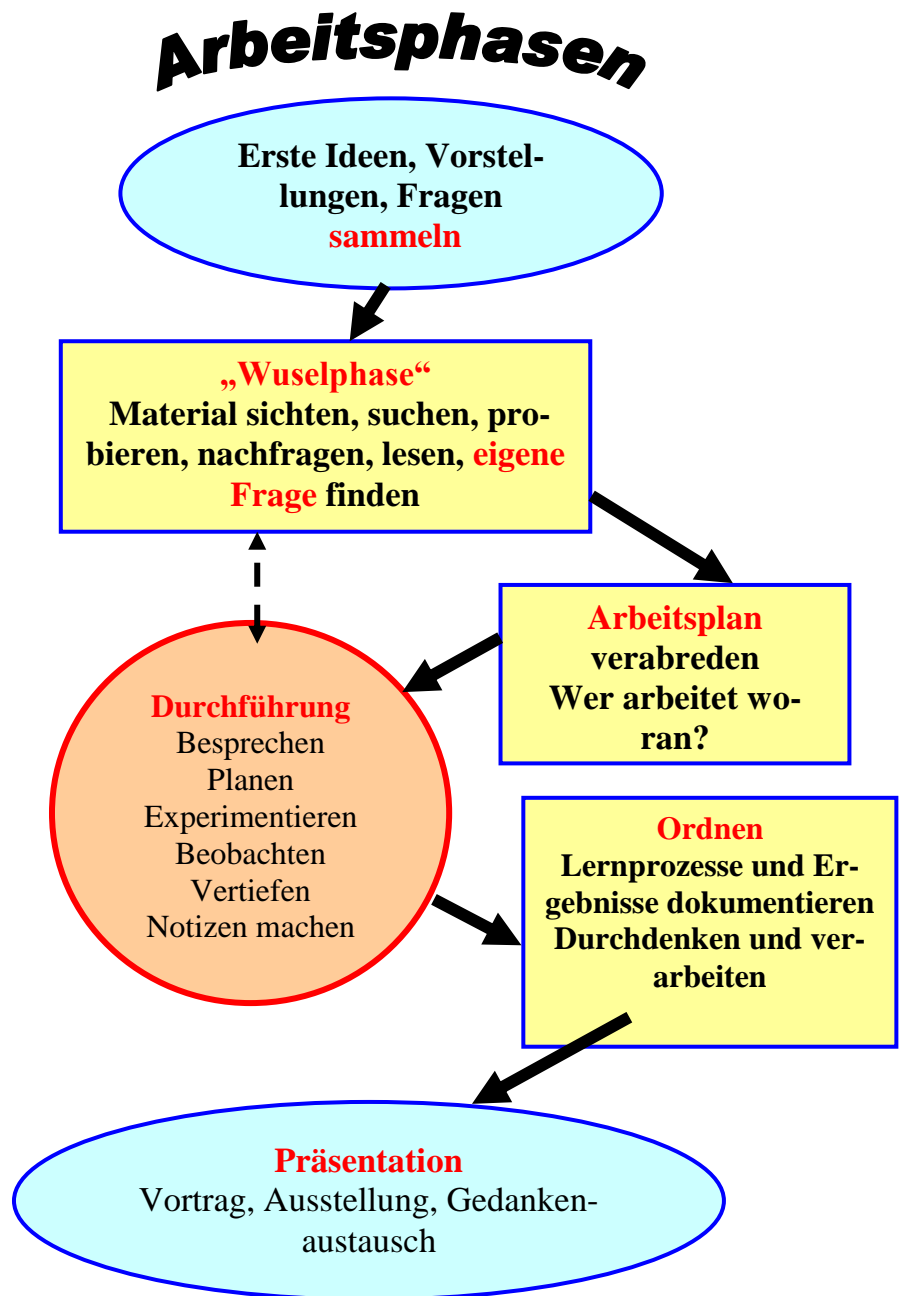 Arbeitsphasen
Erste Ideen, Vorstel-
lungen, Fragen
sammeln
„Wuselphase“
Material sichten, suchen, pro-
bieren, nachfragen, lesen, eigene
Frage finden
Arbeitsplan
verabreden
Wer arbeitet wo-
ran?
Durchführung
Besprechen
Planen
Experimentieren
Beobachten
Vertiefen
Notizen machen
Ordnen
Lernprozesse und Er-
gebnisse dokumentieren
Durchdenken und ver-
arbeiten
Präsentation
Vortrag, Ausstellung, Gedanken-
austausch